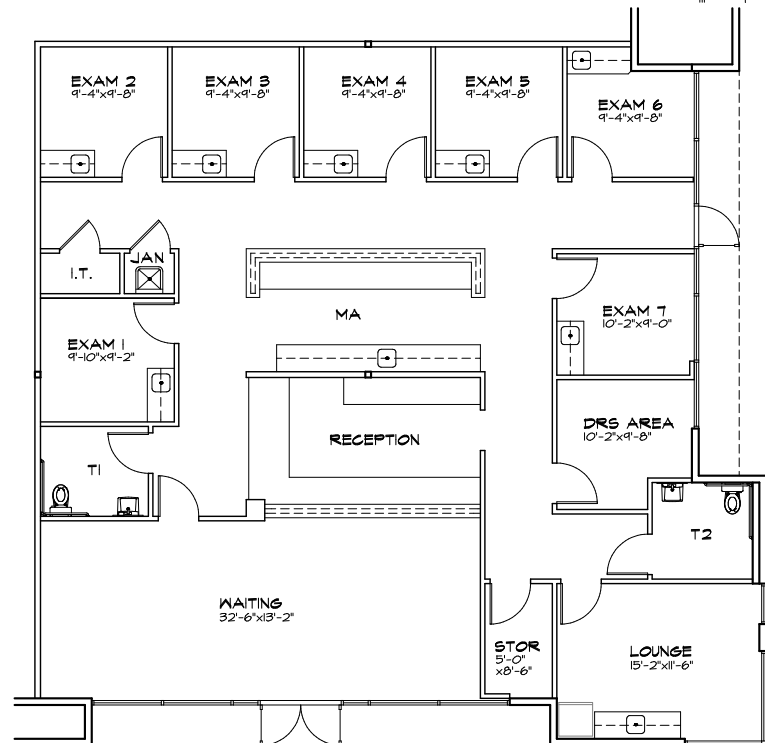 EXAM 2
9'-4"x9'-8"
EXAM 3
9'-4"x9'-8"
EXAM 4
9'-4"x9'-8"
EXAM 5
9'-4"x9'-8"
EXAM 6
9'-4"x9'-8"
I.T.
JAN
MA
EXAM 7
10'-2"x9'-0"
EXAM 1
9'-10"x9'-2"
DRS AREA
10'-2"x9'-8"
RECEPTION
T1
T2
WAITING
32'-6"x13'-2"
STOR
5'-0"
x8'-6"
LOUNGE
15'-2"x11'-6"